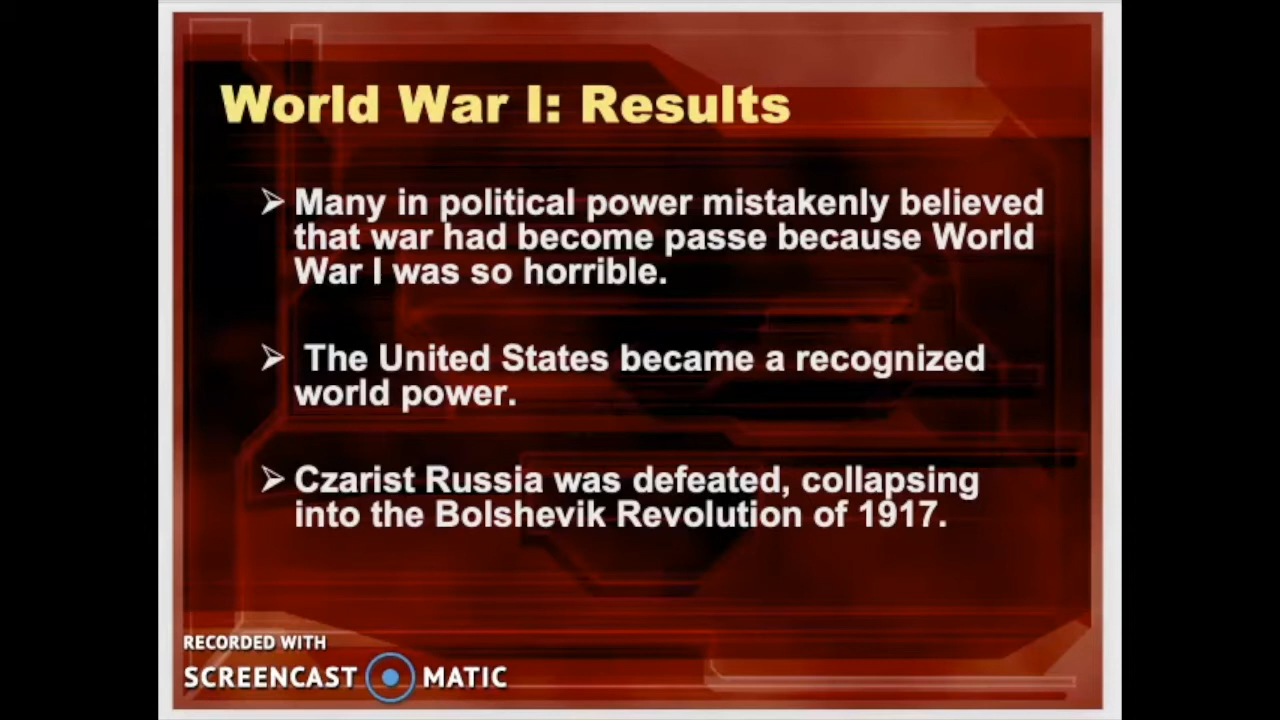 World War I: Results
➢ Many in political power mistakenly believed
that war had become passe because World
War I was so horrible.
➢ The United States became a recognized
world power.
➢ Czarist Russia was defeated, collapsing
into the Bolshevik Revolution of 1917.
RECORDED WITH
SCREENCAST MATIC